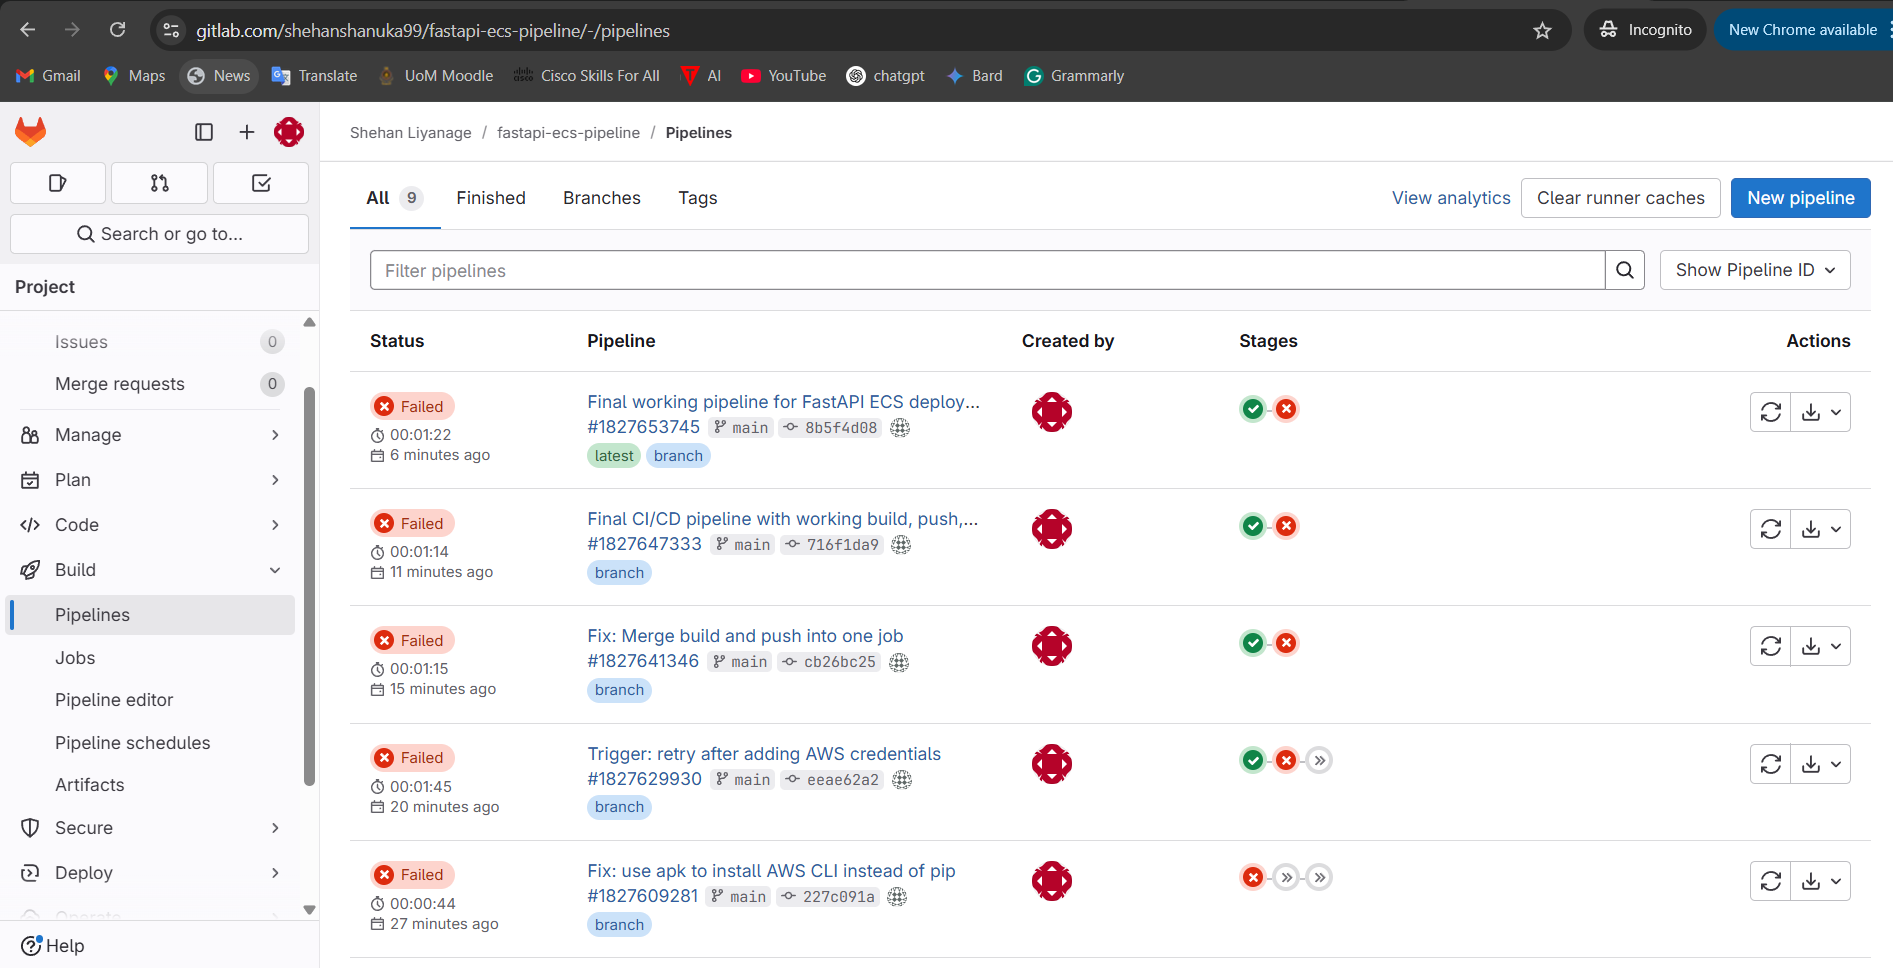 gitlab.com/shehanshanuka99/fastapi-ecs-pipeline/-/pipelines
Incognito
New Chrome available
Gmail
Maps
News
Translate
UoM Moodle
Cisco Skills For All
AI
YouTube
chatgpt
Bard
Grammarly
Search or go to...
Project
Issues 0
Merge requests 0
Manage
Plan
Code
Build
Pipelines
Jobs
Pipeline editor
Pipeline schedules
Artifacts
Secure
Deploy
Operate
Help
Shehan Liyanage / fastapi-ecs-pipeline / Pipelines
All 9
Finished
Branches
Tags
View analytics
Clear runner caches
New pipeline
Filter pipelines
Show Pipeline ID
Status
Pipeline
Created by
Stages
Actions
Failed
00:01:22
6 minutes ago
Final working pipeline for FastAPI ECS deploy...
#1827653745 main 8b5f4d08
latest branch
Failed
00:01:14
11 minutes ago
Final CI/CD pipeline with working build, push,...
#1827647333 main 716f1da9
branch
Failed
00:01:15
15 minutes ago
Fix: Merge build and push into one job
#1827641346 main cb26bc25
branch
Failed
00:01:45
20 minutes ago
Trigger: retry after adding AWS credentials
#1827629930 main eeae62a2
branch
Failed
00:00:44
27 minutes ago
Fix: use apk to install AWS CLI instead of pip
#1827609281 main 227c091a
branch